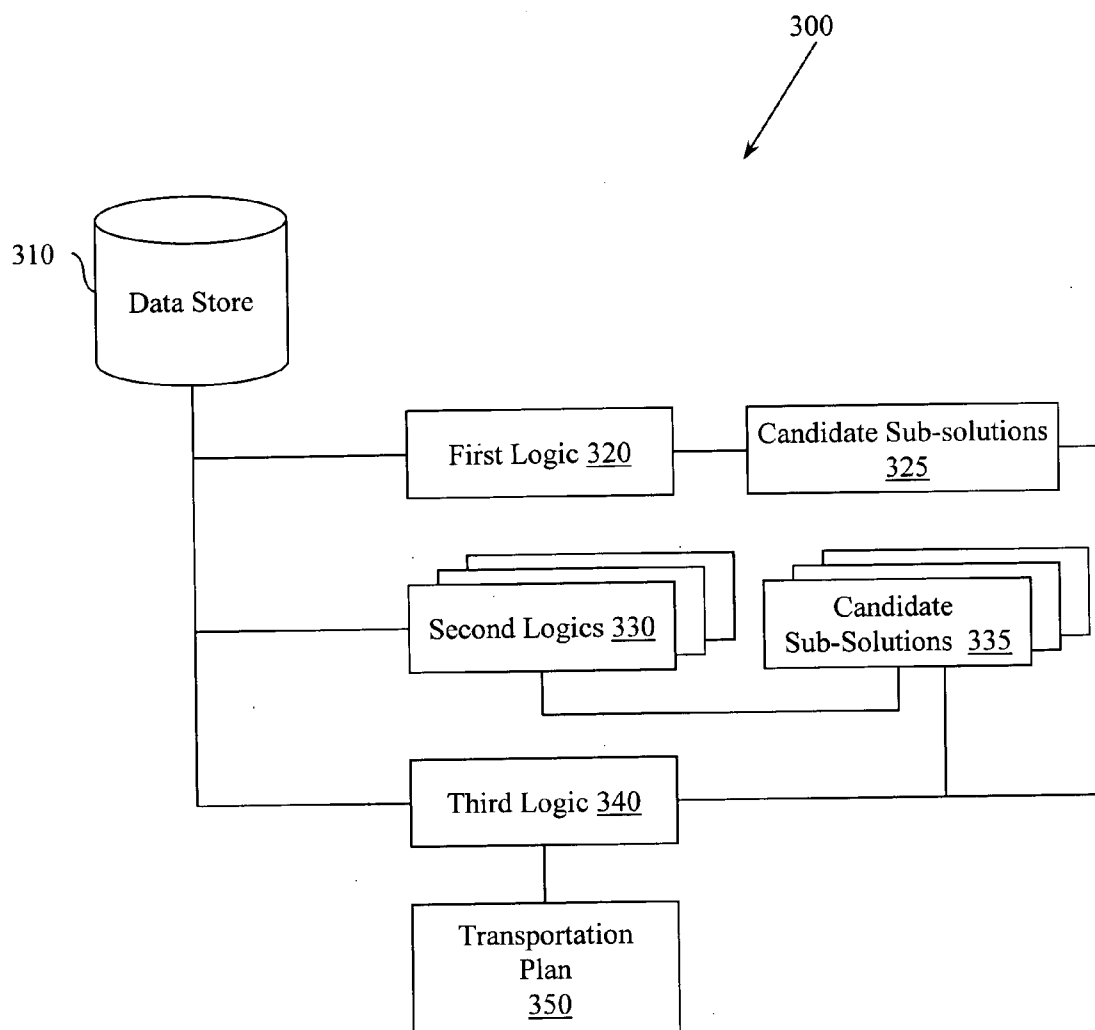 300
310
Data Store
First Logic 320
Candidate Sub-solutions
325
Second Logics 330
Candidate
Sub-Solutions 335
Third Logic 340
Transportation
Plan
350